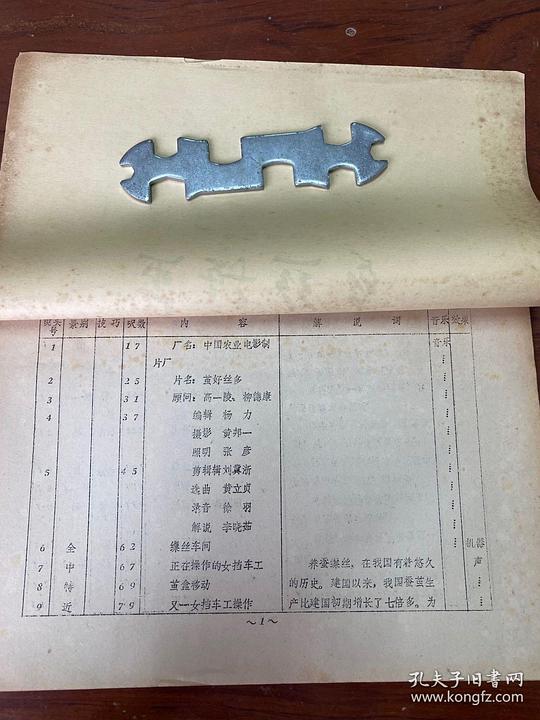 镜头号 景别 技巧 呎数 内容 解说词 音乐效果
1 17 厂名：中国农业电影制 音乐
片厂
2 25 片名：茧好丝多
3 31 顾问：高一陵、柳德康
4 37 编辑 杨力
摄影 黄邦一
照明 张彦
5 45 剪辑辑刘冀浙
选曲 黄立贞
录音 徐羽
解说 李晓茹
6 全 62 缫丝车间 机器
7 中 67 正在操作的女挡车工 养蚕缫丝，在我国有着悠久 声
8 特 69 茧盒移动 的历史。建国以来，我国蚕茧生
9 近 79 又一女挡车工操作 产比建国初期增长了七倍多。为
～1～
孔夫子旧书网
www.kongfz.com